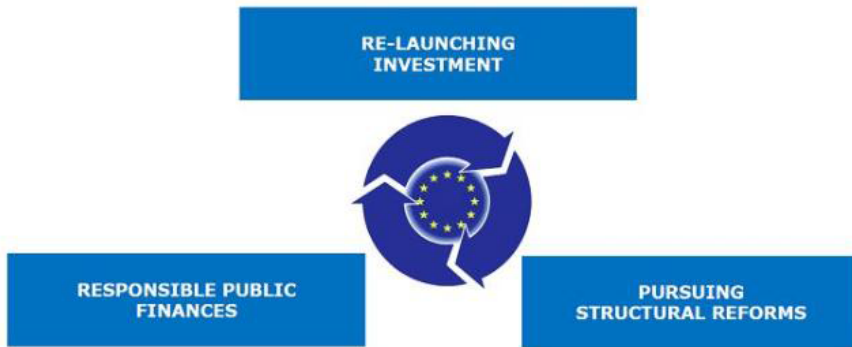 RE-LAUNCHING
INVESTMENT
RESPONSIBLE PUBLIC
FINANCES
PURSUING
STRUCTURAL REFORMS